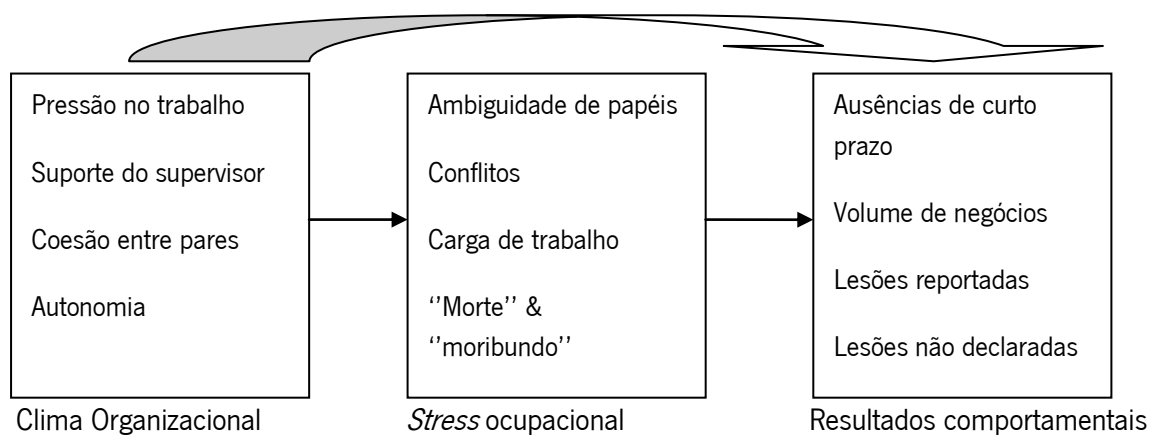 Pressão no trabalho
Suporte do supervisor
Coesão entre pares
Autonomia
Clima Organizacional
Ambiguidade de papéis
Conflitos
Carga de trabalho
‘‘Morte’’ &
‘‘moribundo’’
Stress ocupacional
Ausências de curto
prazo
Volume de negócios
Lesões reportadas
Lesões não declaradas
Resultados comportamentais